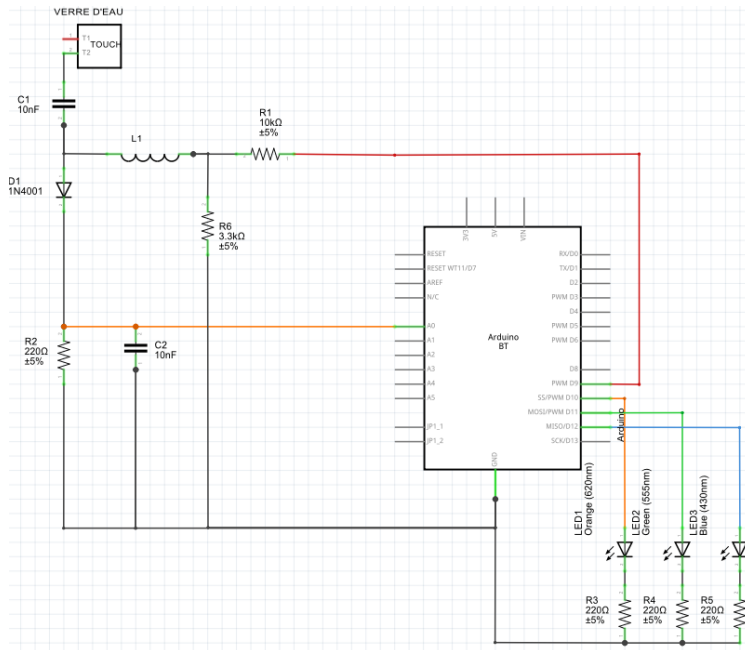 VERRE D'EAU
T1
TOUCH
T2
C1
10nF
L1
R1
10kΩ
±5%
D1
1N4001
R6
3.3kΩ
±5%
3V3
5V
VIN
RESET
RX/D0
RESET WT11/D7
TX/D1
AREF
D2
N/C
PWM D3
D4
A0
PWM D5
A1
PWM D6
Arduino
BT
A2
A3
D8
A4
PWM D9
A5
SS/PWM D10
MOSI/PWM D11
JP1_1
MISO/D12
JP1_2
SCK/D13
GND
Arduino
R2
220Ω
±5%
C2
10nF
LED1
Orange (620nm)
LED2
Green (555nm)
LED3
Blue (430nm)
R3
220Ω
±5%
R4
220Ω
±5%
R5
220Ω
±5%